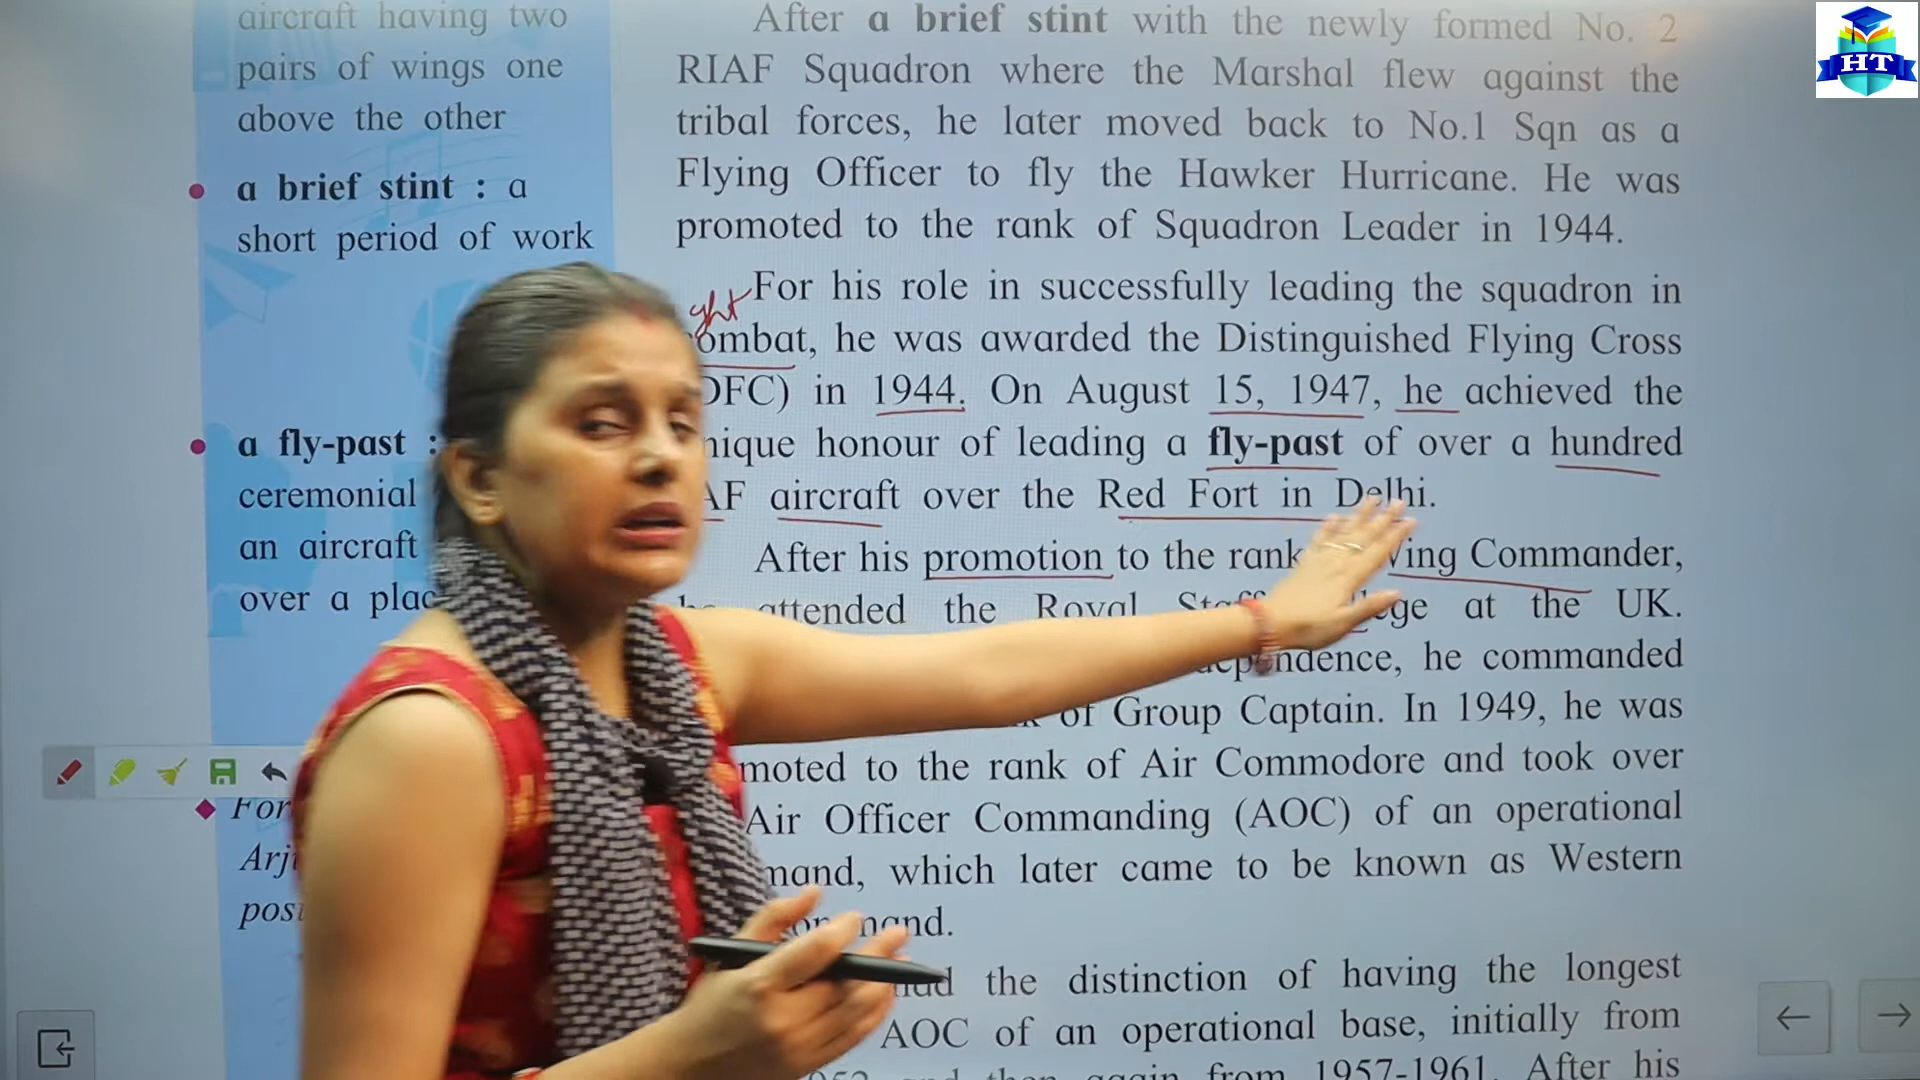 aircraft having two
pairs of wings one
above the other
a brief stint : a
short period of work
a fly-past :
ceremonial
an aircraft
over a
For
After a brief stint with the newly formed No. 2
RIAF Squadron where the Marshal flew against the
tribal forces, he later moved back to No.1 Sqn as a
Flying Officer to fly the Hawker Hurricane. He was
promoted to the rank of Squadron Leader in 1944.
For his role in successfully leading the squadron in
ombat, he was awarded the Distinguished Flying Cross
DFC) in 1944. On August 15, 1947, he achieved the
nique honour of leading a fly-past of over a hundred
AF aircraft over the Red Fort in Delhi.
After his promotion to the rank Wing Commander,
attended the Royal Staff ege at the UK.
ependence, he commanded
of Group Captain. In 1949, he was
moted to the rank of Air Commodore and took over
Air Officer Commanding (AOC) of an operational
mand, which later came to be known as Western
mand.
had the distinction of having the longest
AOC of an operational base, initially from
and then again from 1957-1961. After his
HT